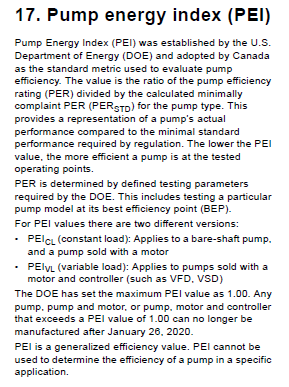 17. Pump energy index (PEI)
Pump Energy Index (PEI) was established by the U.S.
Department of Energy (DOE) and adopted by Canada
as the standard metric used to evaluate pump
efficiency. The value is the ratio of the pump efficiency
rating (PER) divided by the calculated minimally
complaint PER (PERSTD) for the pump type. This
provides a representation of a pump's actual
performance compared to the minimal standard
performance required by regulation. The lower the PEI
value, the more efficient a pump is at the tested
operating points.
PER is determined by defined testing parameters
required by the DOE. This includes testing a particular
pump model at its best efficiency point (BEP).
For PEI values there are two different versions:
• PEICL (constant load): Applies to a bare-shaft pump,
and a pump sold with a motor
• PEIVL (variable load): Applies to pumps sold with a
motor and controller (such as VFD, VSD)
The DOE has set the maximum PEI value as 1.00. Any
pump, pump and motor, or pump, motor and controller
that exceeds a PEI value of 1.00 can no longer be
manufactured after January 26, 2020.
PEI is a generalized efficiency value. PEI cannot be
used to determine the efficiency of a pump in a specific
application.